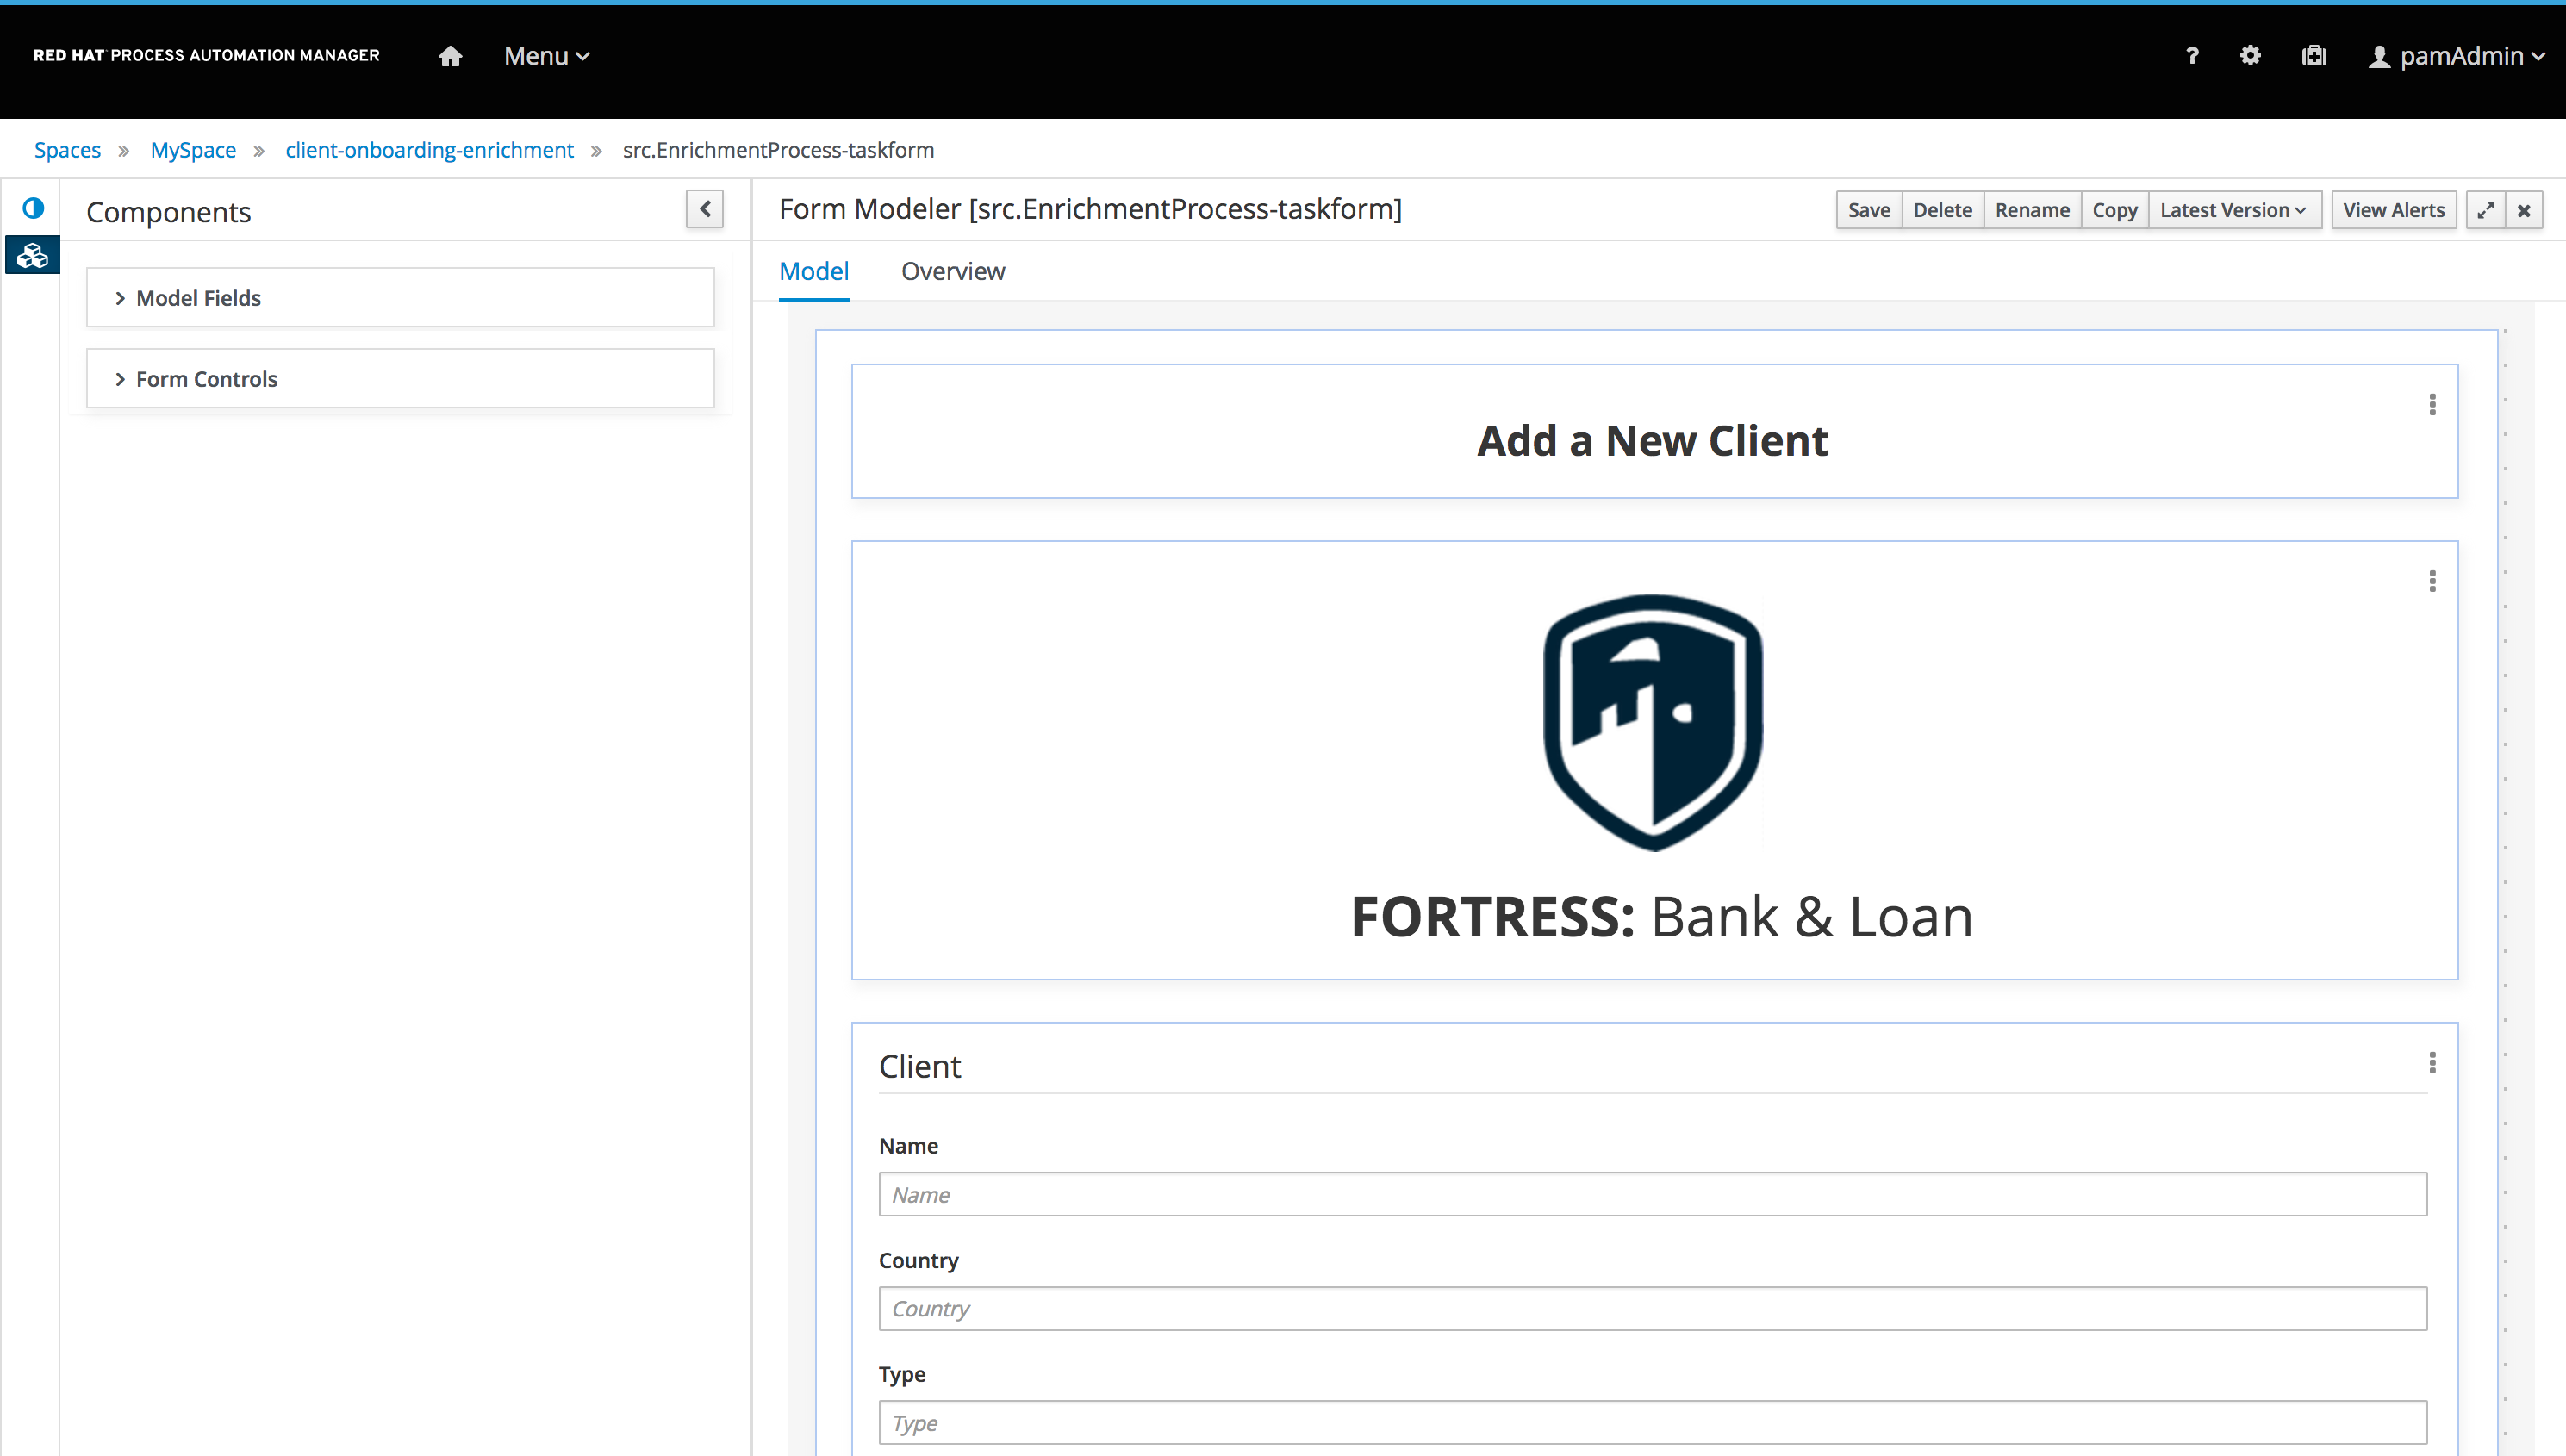 RED HAT PROCESS AUTOMATION MANAGER Menu ? pamAdmin
Spaces » MySpace » client-onboarding-enrichment » src.EnrichmentProcess-taskform
Components
Model Fields
Form Controls
Form Modeler [src.EnrichmentProcess-taskform] Save Delete Rename Copy Latest Version View Alerts
Model Overview
Add a New Client
FORTRESS: Bank & Loan
Client
Name
Name
Country
Country
Type
Type